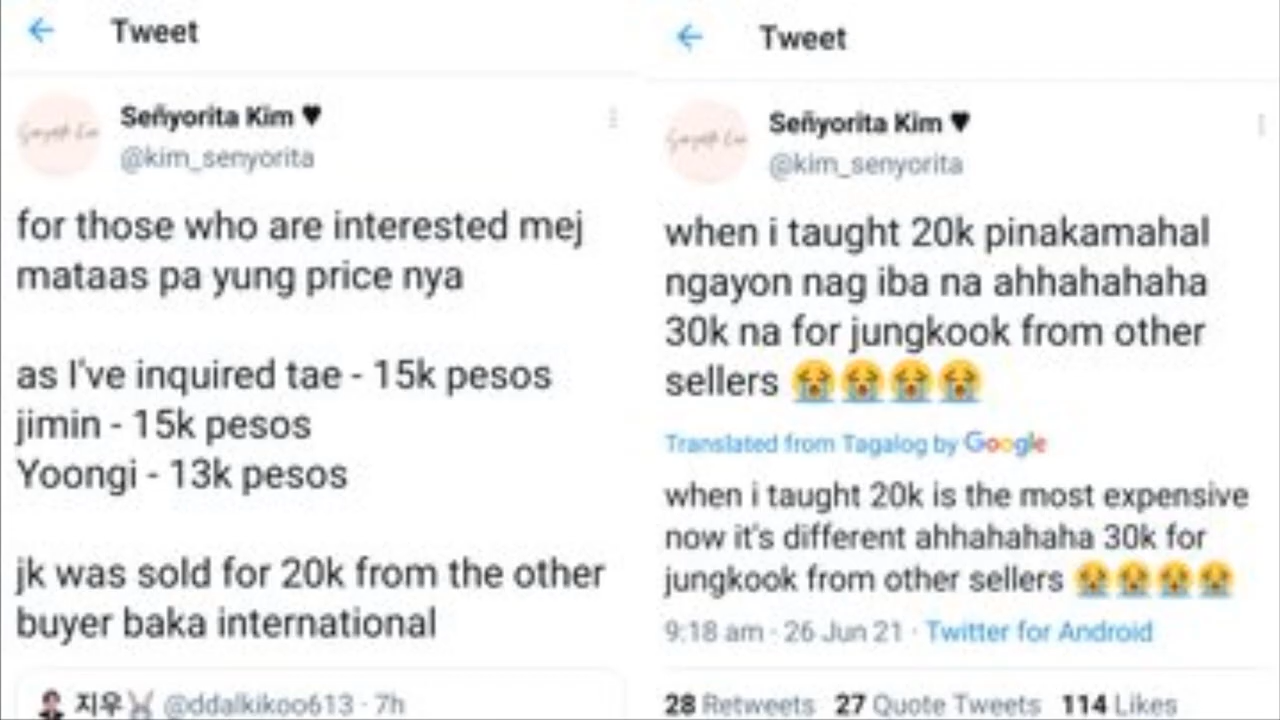 Tweet
Señyorita Kim ♥
@kim_senyorita
for those who are interested mej
mataas pa yung price nya
as I've inquired tae - 15k pesos
jimin - 15k pesos
Yoongi - 13k pesos
jk was sold for 20k from the other
buyer baka international
지우 @ddalkikoo613 · 7h
Tweet
Señyorita Kim ♥
@kim_senyorita
when i taught 20k pinakamahal
ngayon nag iba na ahhahahaha
30k na for jungkook from other
sellers 😭😭😭😭
Translated from Tagalog by Google
when i taught 20k is the most expensive
now it's different ahhahahaha 30k for
jungkook from other sellers 😭😭😭😭
9:18 am · 26 Jun 21 · Twitter for Android
28 Retweets 27 Quote Tweets 114 Likes